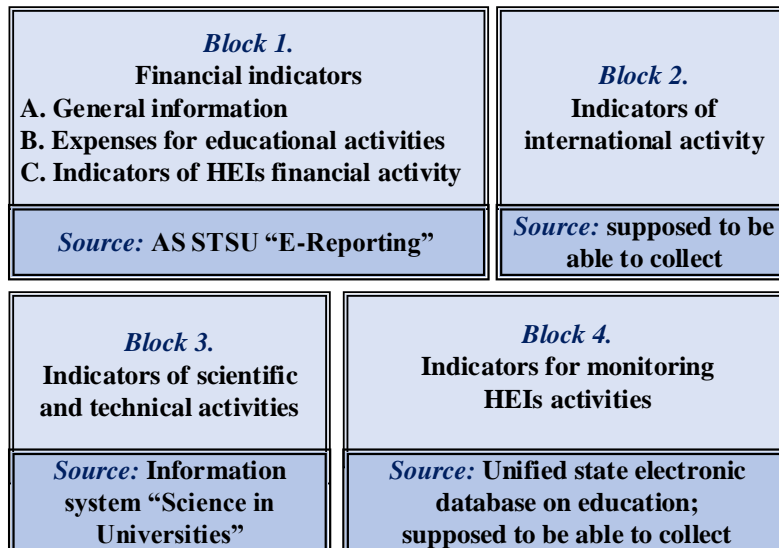 Block 1.
Financial indicators
A. General information
B. Expenses for educational activities
C. Indicators of HEIs financial activity
Source: AS STSU “E-Reporting”
Block 2.
Indicators of
international activity
Source: supposed to be
able to collect
Block 3.
Indicators of scientific
and technical activities
Source: Information
system “Science in
Universities”
Block 4.
Indicators for monitoring
HEIs activities
Source: Unified state electronic
database on education;
supposed to be able to collect